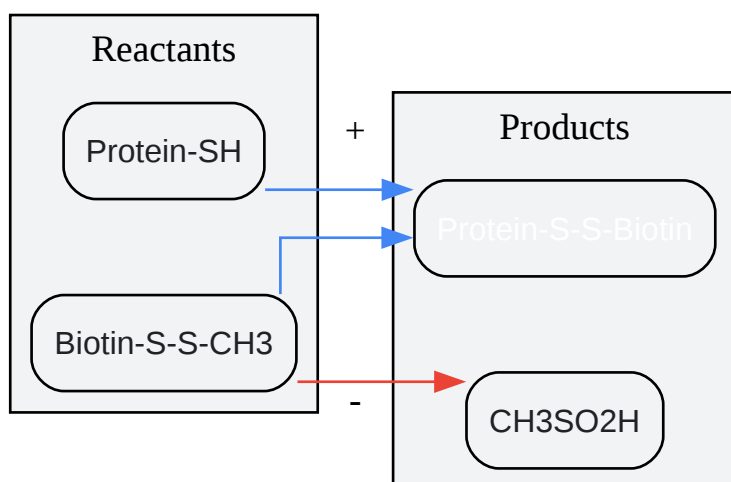 Reactants
Protein-SH
Biotin-S-S-CH3
+
-
Products
Protein-S-S-Biotin
CH3SO2H